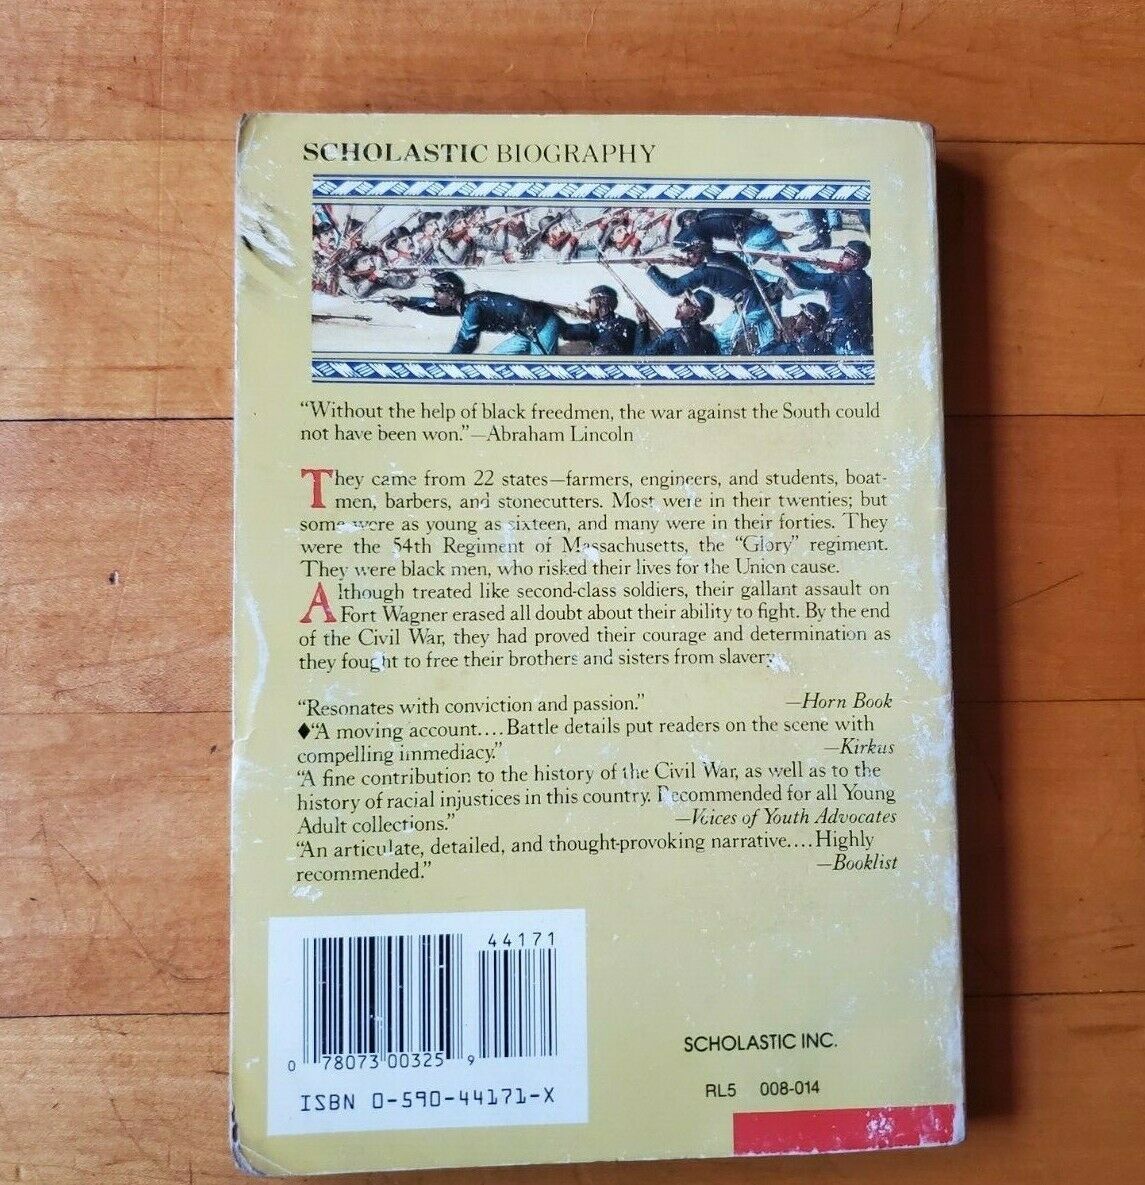 SCHOLASTIC BIOGRAPHY
“Without the help of black freedmen, the war against the South could
not have been won.”—Abraham Lincoln
They came from 22 states—farmers, engineers, and students, boat-
men, barbers, and stonecutters. Most were in their twenties; but
some were as young as sixteen, and many were in their forties. They
were the 54th Regiment of Massachusetts, the “Glory” regiment.
They were black men, who risked their lives for the Union cause.
Although treated like second-class soldiers, their gallant assault on
Fort Wagner erased all doubt about their ability to fight. By the end
of the Civil War, they had proved their courage and determination as
they fought to free their brothers and sisters from slavery.
“Resonates with conviction and passion.” —Horn Book
♦“A moving account....Battle details put readers on the scene with
compelling immediacy.” —Kirkus
“A fine contribution to the history of the Civil War, as well as to the
history of racial injustices in this country. Recommended for all Young
Adult collections.” —Voices of Youth Advocates
“An articulate, detailed, and thought-provoking narrative....Highly
recommended.” —Booklist
44171
0 78073 00325 9
ISBN 0-590-44171-X
SCHOLASTIC INC.
RL5 008-014